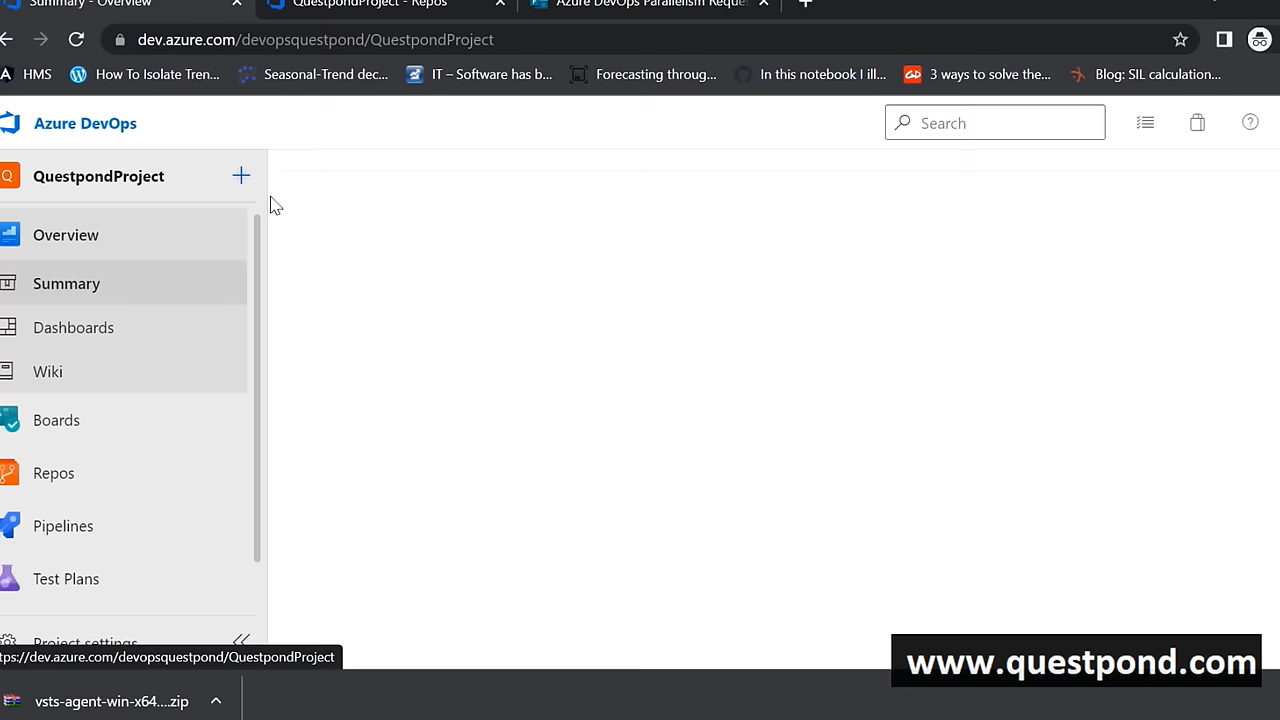 Summary - Overview
QuestpondProject - Repos
Azure DevOps Parallelism Reque
dev.azure.com/devopsquestpond/QuestpondProject
HMS
How To Isolate Tren...
Seasonal-Trend dec...
IT – Software has b...
Forecasting throug...
In this notebook I ill...
3 ways to solve the...
Blog: SIL calculation...
Azure DevOps
Search
Q
QuestpondProject
Overview
Summary
Dashboards
Wiki
Boards
Repos
Pipelines
Test Plans
Project settings
tps://dev.azure.com/devopsquestpond/QuestpondProject
www.questpond.com
vsts-agent-win-x64....zip